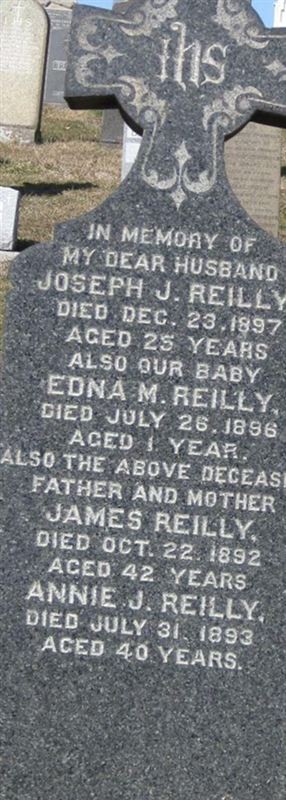 IHS
IN MEMORY OF
MY DEAR HUSBAND
JOSEPH J. REILLY
DIED DEC. 23. 1897
AGED 25 YEARS
ALSO OUR BABY
EDNA M. REILLY,
DIED JULY 26. 1896
AGED 1 YEAR.
ALSO THE ABOVE DECEAS
FATHER AND MOTHER
JAMES REILLY,
DIED OCT. 22. 1892
AGED 42 YEARS
ANNIE J. REILLY,
DIED JULY 31. 1893
AGED 40 YEARS.